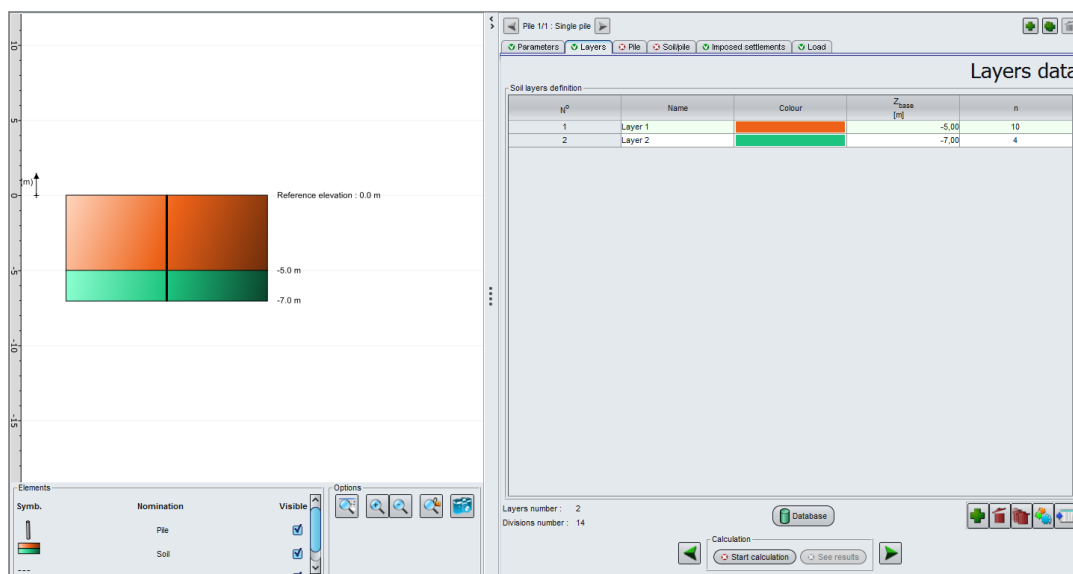 Pile 1/1 : Single pile
Parameters Layers Pile Soil/pile Imposed settlements Load
Layers data
Soil layers definition
N° Name Colour Zbase [m] n
1 Layer 1 -5,00 10
2 Layer 2 -7,00 4
10
5
(m)
0
Reference elevation : 0.0 m
-5
-5.0 m
-7.0 m
-10
-15
Elements
Symb. Nomination Visible
Pile
Soil
Options
Layers number : 2
Divisions number : 14
Database
Calculation
Start calculation See results